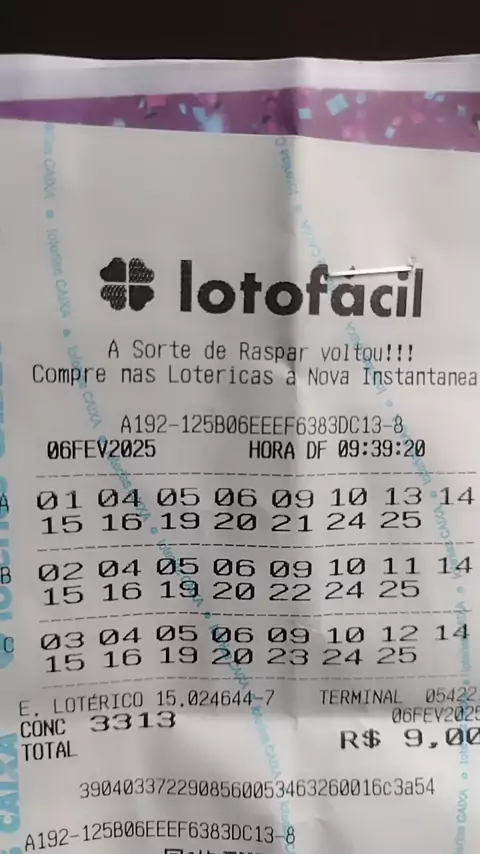 lotofácil
A Sorte de Raspar voltou!!!
Compre nas Lotericas a Nova Instantanea
A192-125B06EEEF6383DC13-8
06FEV2025 HORA DF 09:39:20
A 01 04 05 06 09 10 13 14
15 16 19 20 21 24 25
B 02 04 05 06 09 10 11 14
15 16 19 20 22 24 25
C 03 04 05 06 09 10 12 14
15 16 19 20 23 24 25
E. LOTÉRICO 15.024644-7 TERMINAL 05422
CONC 3313 06FEV2025
TOTAL R$ 9,00
3904033722908560053463260016c3a54
A192-125B06EEEF6383DC13-8